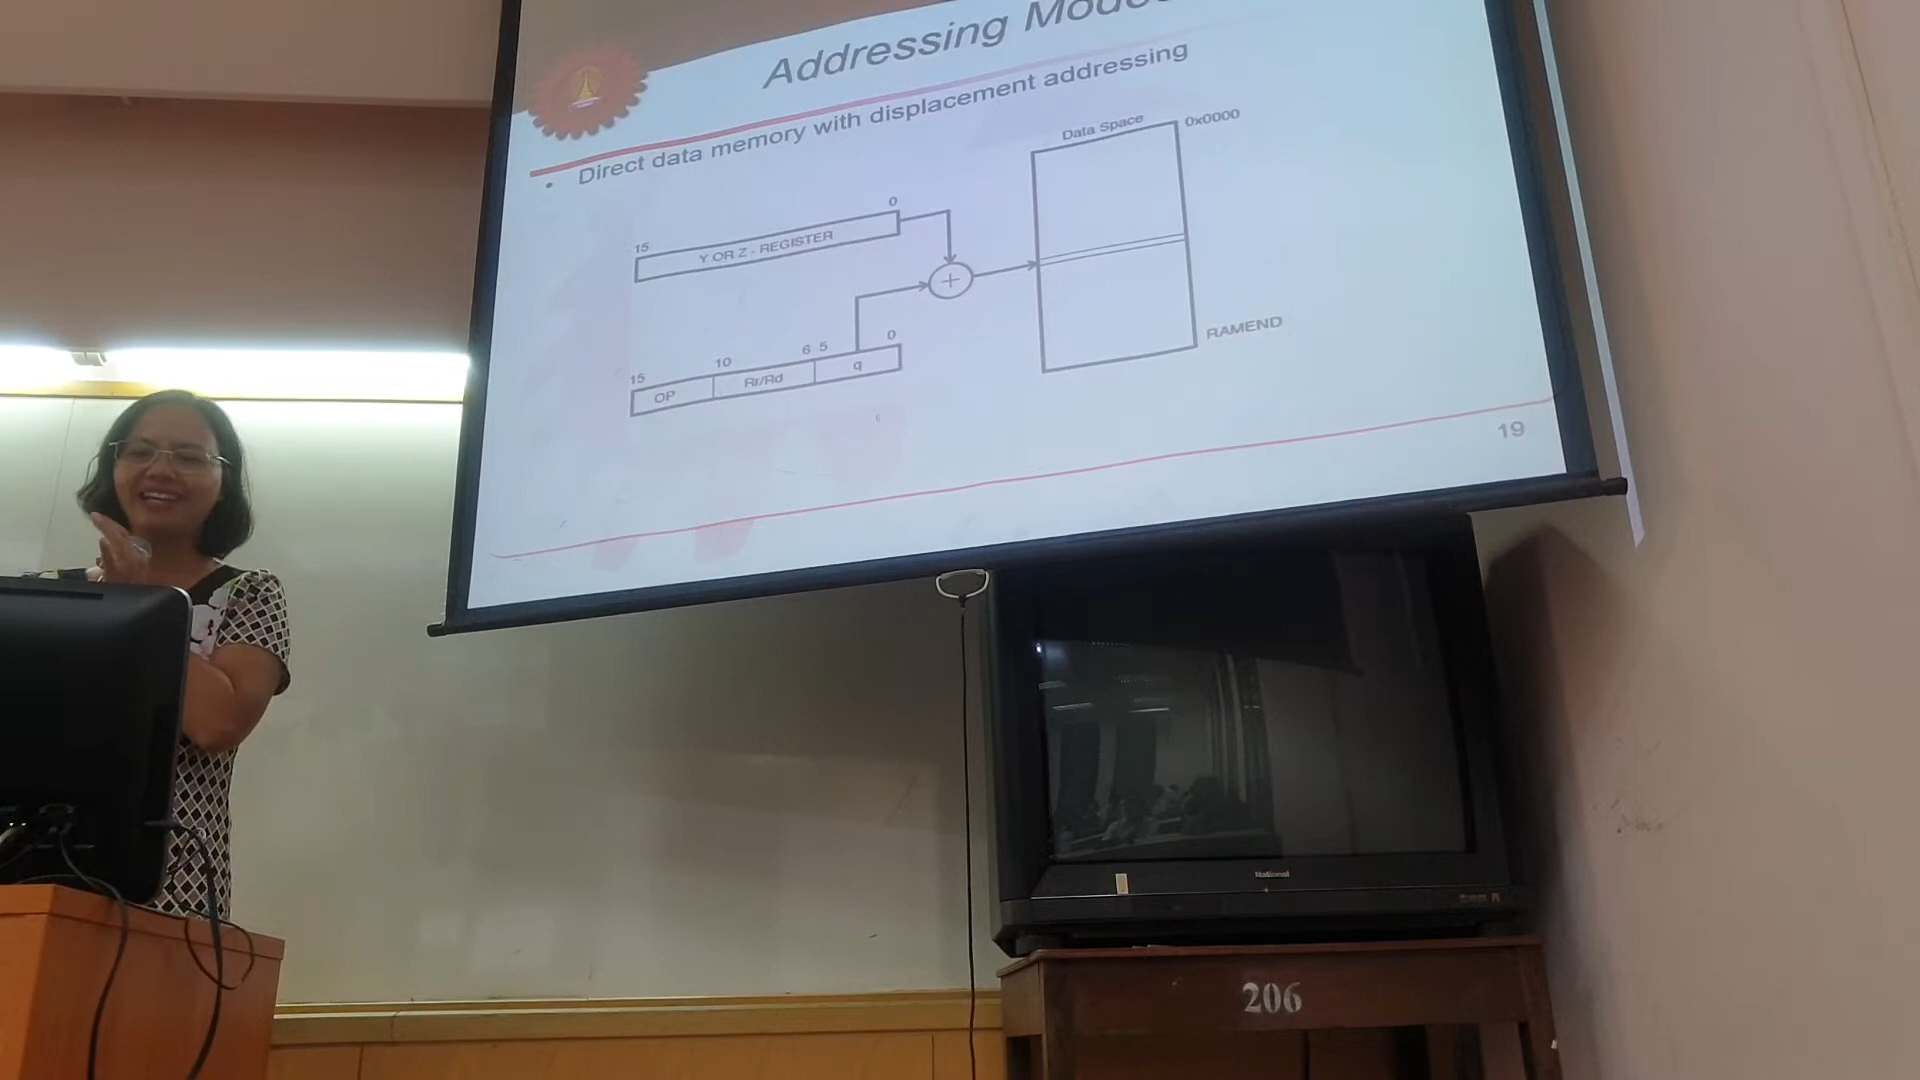 Addressing Mode
• Direct data memory with displacement addressing
Data Space
0x0000
15 0
Y OR Z - REGISTER
+
15 10 6 5 0
OP Rr/Rd q
RAMEND
19
National
206